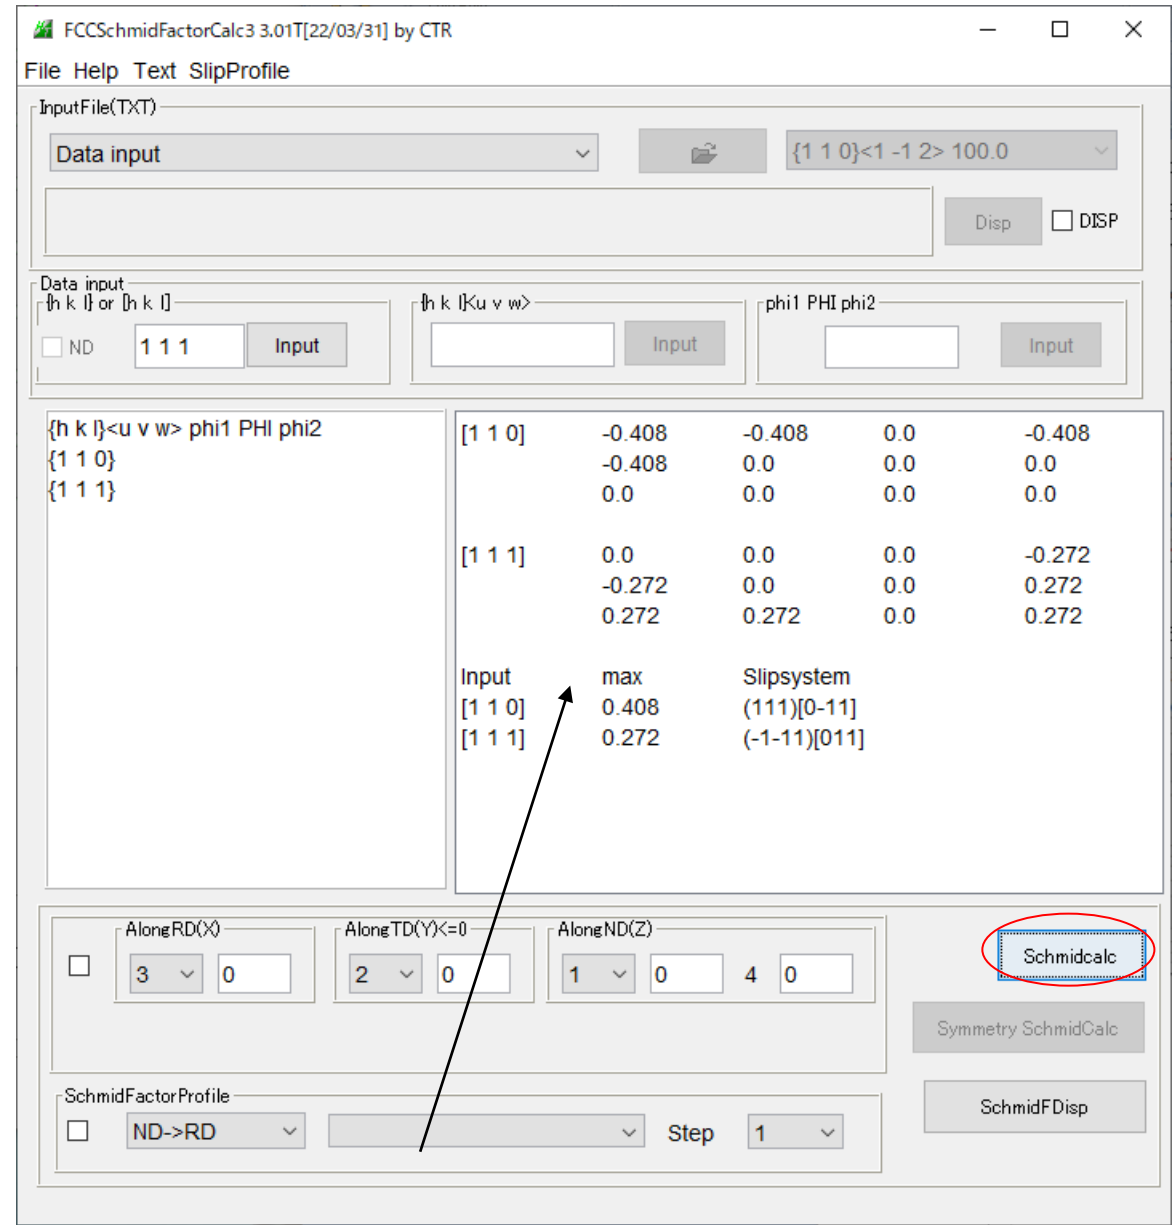 FCCSchmidFactorCalc3 3.01T[22/03/31] by CTR
File Help Text SlipProfile
InputFile(TXT)
Data input
{1 1 0}<1 -1 2> 100.0
Disp
DISP
Data input
{h k l} or [h k l]
{h k l}<u v w>
phi1 PHI phi2
ND
1 1 1
Input
Input
Input
{h k l}<u v w> phi1 PHI phi2
{1 1 0}
{1 1 1}
[1 1 0] -0.408 -0.408 0.0 -0.408
-0.408 0.0 0.0 0.0
0.0 0.0 0.0 0.0
[1 1 1] 0.0 0.0 0.0 -0.272
-0.272 0.0 0.0 0.272
0.272 0.272 0.0 0.272
Input max Slipsystem
[1 1 0] 0.408 (111)[0-11]
[1 1 1] 0.272 (-1-11)[011]
AlongRD(X)
AlongTD(Y)<=0
AlongND(Z)
3 0
2 0
1 0 4 0
Schmidcalc
Symmetry SchmidCalc
SchmidFactorProfile
ND->RD
Step
1
SchmidFDisp